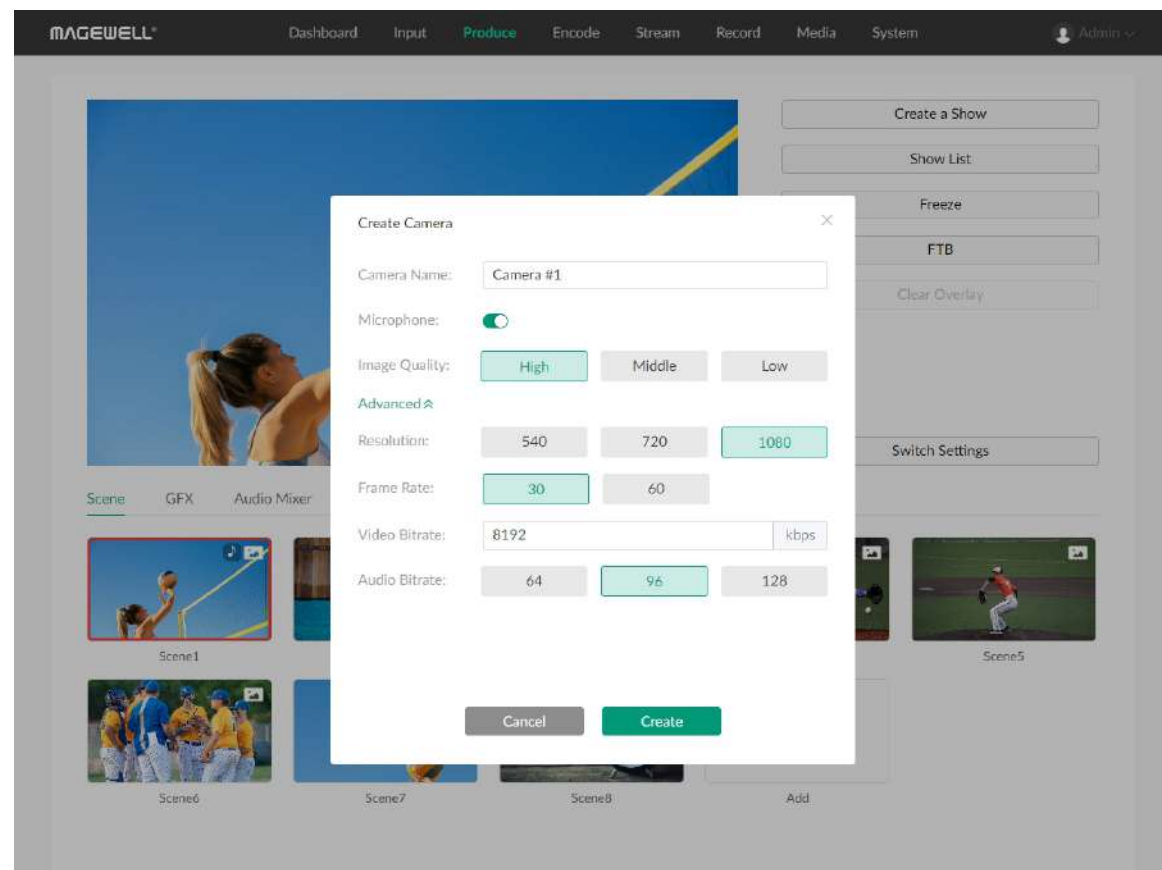 MAGEWELL®
Dashboard Input Produce Encode Stream Record Media System Admin
Create a Show
Show List
Freeze
FTB
Clear Overlay
Switch Settings
Create Camera
Camera Name: Camera #1
Microphone:
Image Quality: High Middle Low
Advanced
Resolution: 540 720 1080
Frame Rate: 30 60
Video Bitrate: 8192 kbps
Audio Bitrate: 64 96 128
Cancel Create
Scene GFX Audio Mixer
Scene1 Scene5
Scene6 Scene7 Scene8 Add